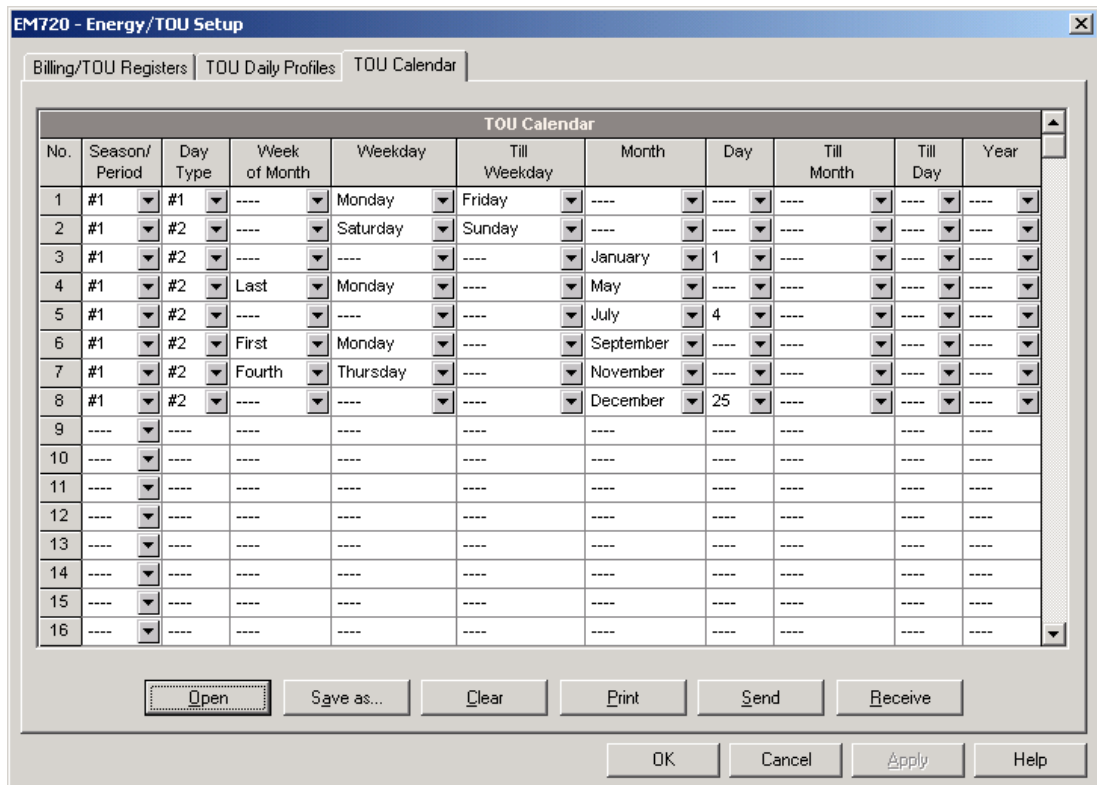 EM720 - Energy/TOU Setup
Billing/TOU Registers TOU Daily Profiles TOU Calendar
TOU Calendar
No. Season/ Period Day Type Week of Month Weekday Till Weekday Month Day Till Month Till Day Year
1 #1 #1 ---- Monday Friday ---- ---- ---- ---- ----
2 #1 #2 ---- Saturday Sunday ---- ---- ---- ---- ----
3 #1 #2 ---- ---- ---- January 1 ---- ---- ----
4 #1 #2 Last Monday ---- May ---- ---- ---- ----
5 #1 #2 ---- ---- ---- July 4 ---- ---- ----
6 #1 #2 First Monday ---- September ---- ---- ---- ----
7 #1 #2 Fourth Thursday ---- November ---- ---- ---- ----
8 #1 #2 ---- ---- ---- December 25 ---- ---- ----
9 ---- ---- ---- ---- ---- ---- ---- ---- ---- ----
10 ---- ---- ---- ---- ---- ---- ---- ---- ---- ----
11 ---- ---- ---- ---- ---- ---- ---- ---- ---- ----
12 ---- ---- ---- ---- ---- ---- ---- ---- ---- ----
13 ---- ---- ---- ---- ---- ---- ---- ---- ---- ----
14 ---- ---- ---- ---- ---- ---- ---- ---- ---- ----
15 ---- ---- ---- ---- ---- ---- ---- ---- ---- ----
16 ---- ---- ---- ---- ---- ---- ---- ---- ---- ----
Open Save as... Clear Print Send Receive
OK Cancel Apply Help